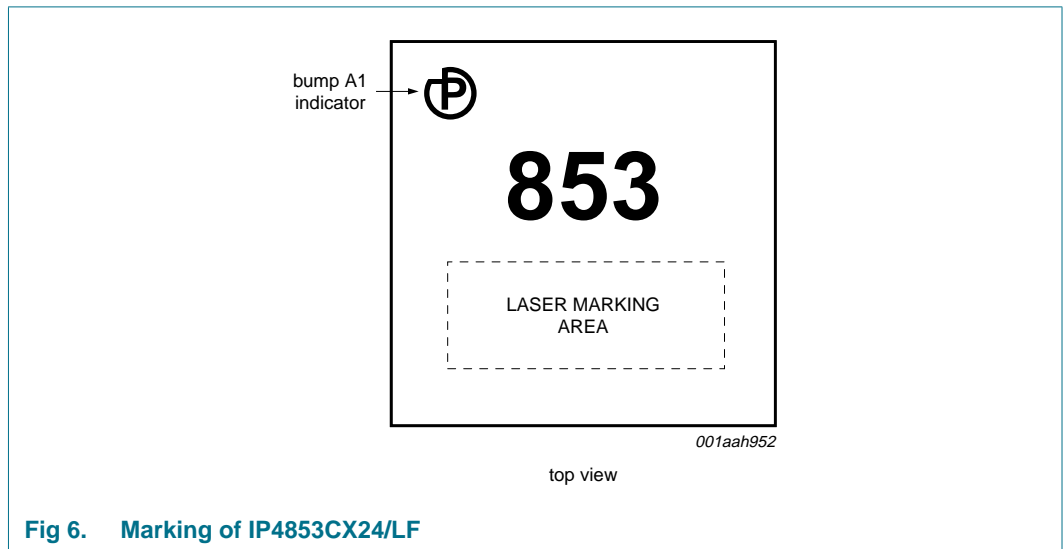 bump A1
indicator
P
853
LASER MARKING
AREA
001aah952
top view
Fig 6. Marking of IP4853CX24/LF